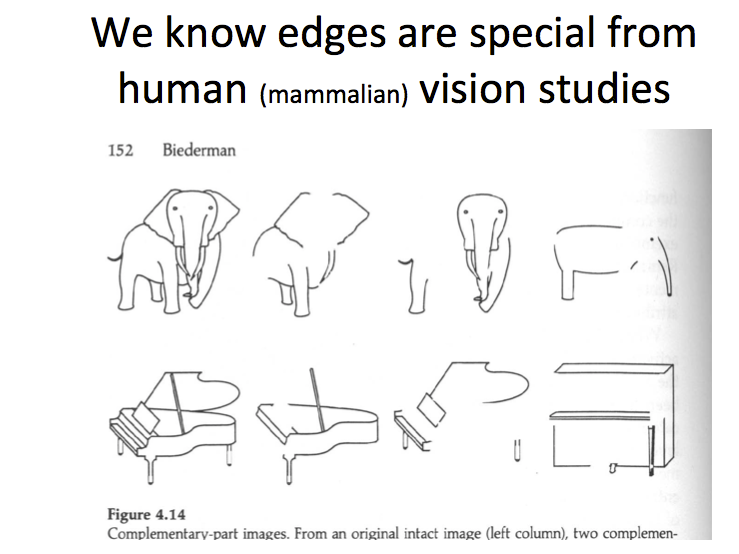 We know edges are special from
human (mammalian) vision studies
152 Biederman
Figure 4.14
Complementary-part images. From an original intact image (left column), two complemen-